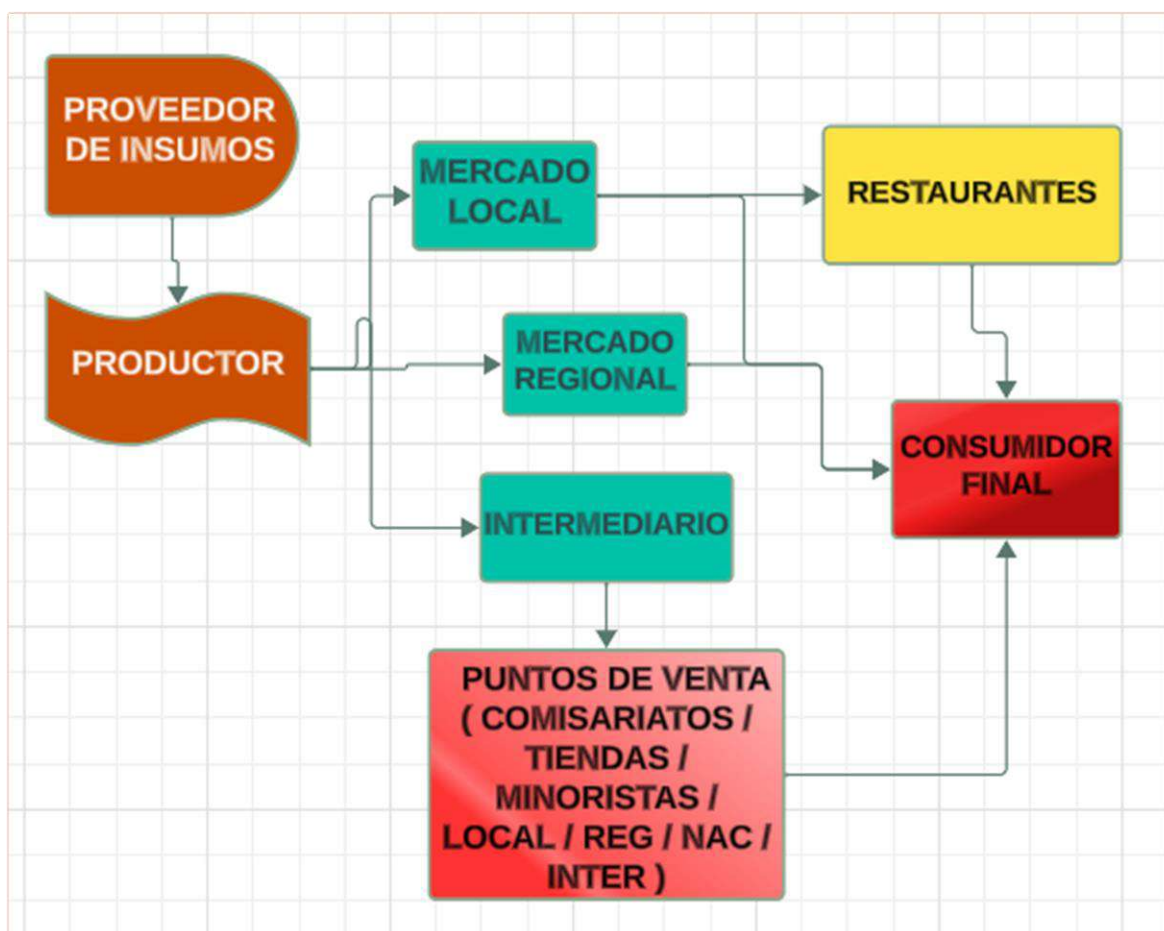 PROVEEDOR
DE INSUMOS
MERCADO
LOCAL
RESTAURANTES
PRODUCTOR
MERCADO
REGIONAL
CONSUMIDOR
FINAL
INTERMEDIARIO
PUNTOS DE VENTA
( COMISARIATOS /
TIENDAS /
MINORISTAS /
LOCAL / REG / NAC /
INTER )